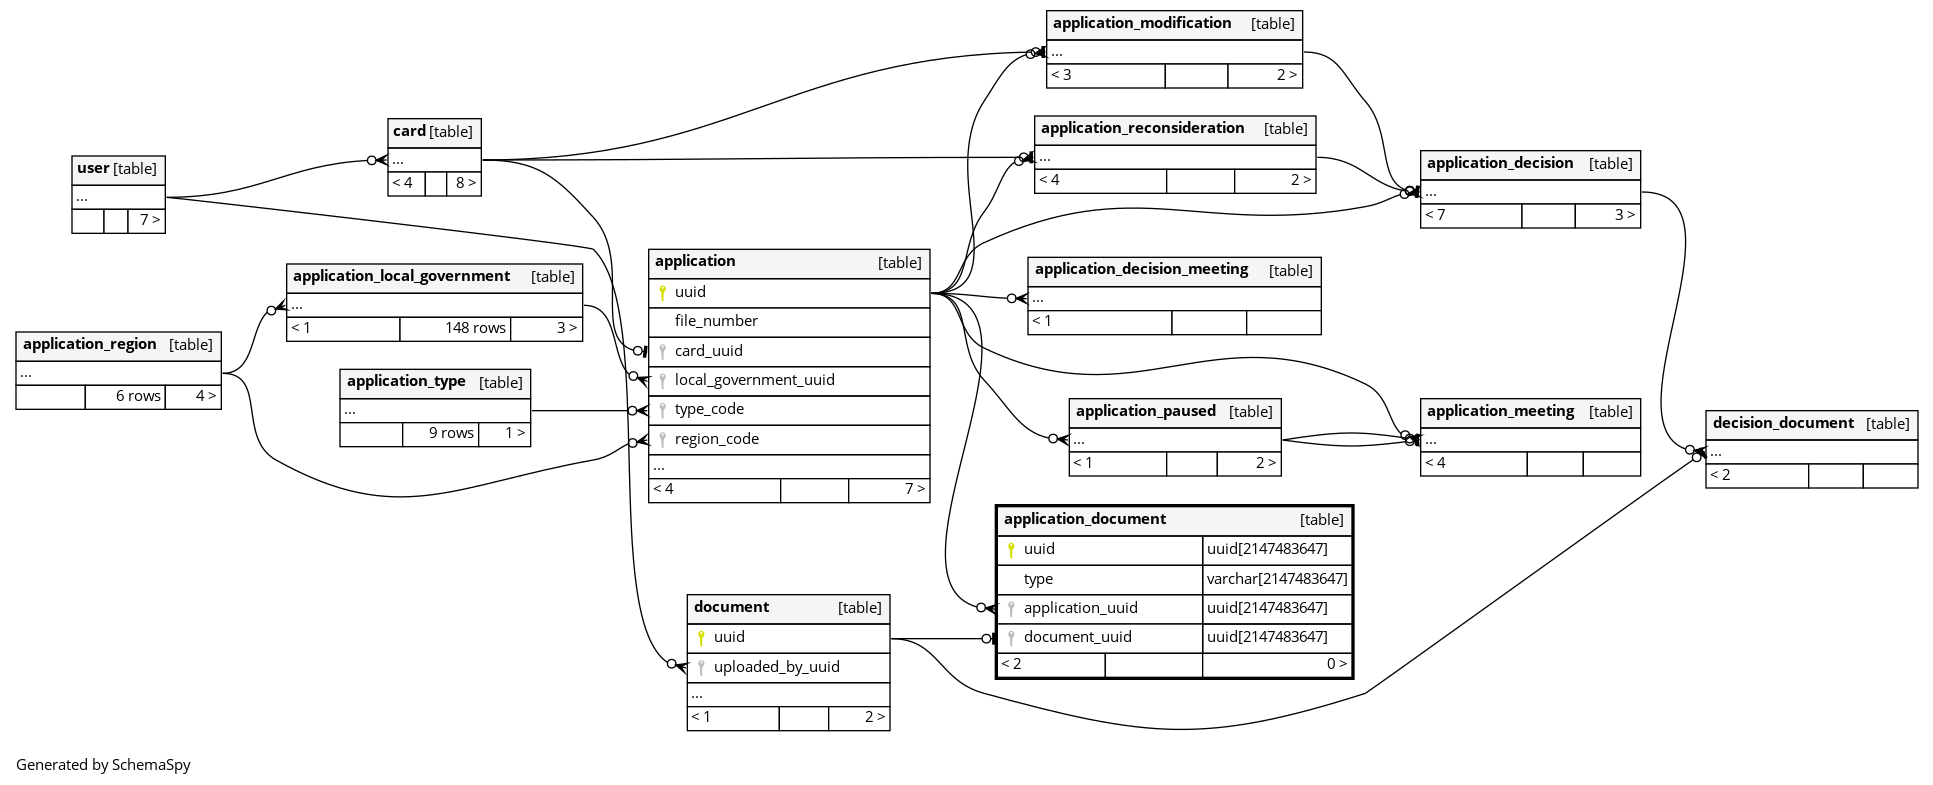 application_modification [table]
...
< 3 2 >
application_reconsideration [table]
...
< 4 2 >
card [table]
...
< 4 8 >
user [table]
...
7 >
application_decision [table]
...
< 7 3 >
application [table]
uuid
file_number
card_uuid
local_government_uuid
type_code
region_code
...
< 4 7 >
application_decision_meeting [table]
...
< 1
application_local_government [table]
...
< 1 148 rows 3 >
application_region [table]
...
6 rows 4 >
application_type [table]
...
9 rows 1 >
application_paused [table]
...
< 1 2 >
application_meeting [table]
...
< 4
decision_document [table]
...
< 2
application_document [table]
uuid uuid[2147483647]
type varchar[2147483647]
application_uuid uuid[2147483647]
document_uuid uuid[2147483647]
< 2 0 >
document [table]
uuid
uploaded_by_uuid
...
< 1 2 >
Generated by SchemaSpy